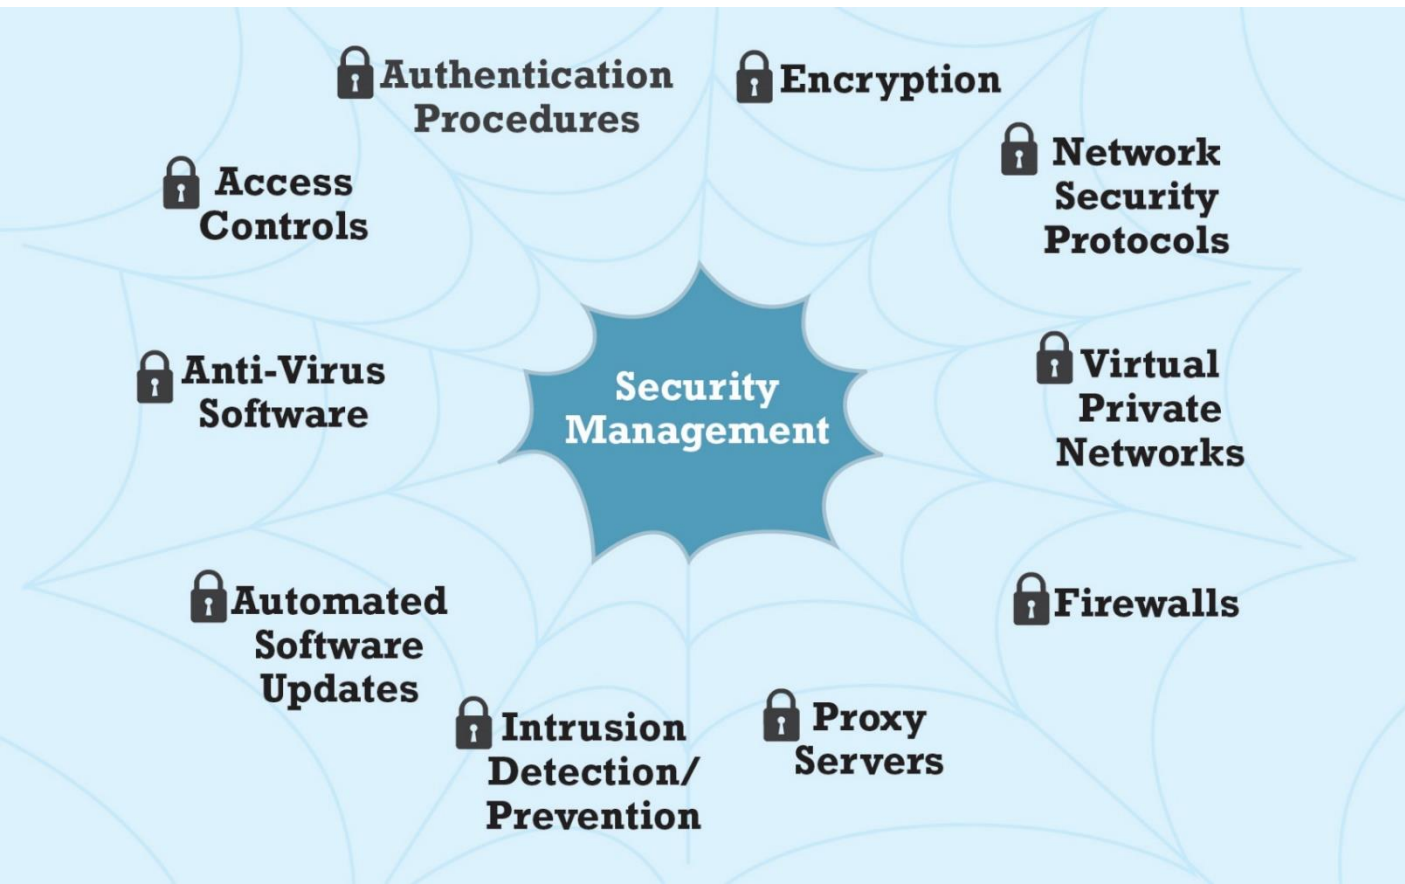 Authentication
Procedures
Encryption
Access
Controls
Network
Security
Protocols
Anti-Virus
Software
Security
Management
Virtual
Private
Networks
Automated
Software
Updates
Firewalls
Intrusion
Detection/
Prevention
Proxy
Servers